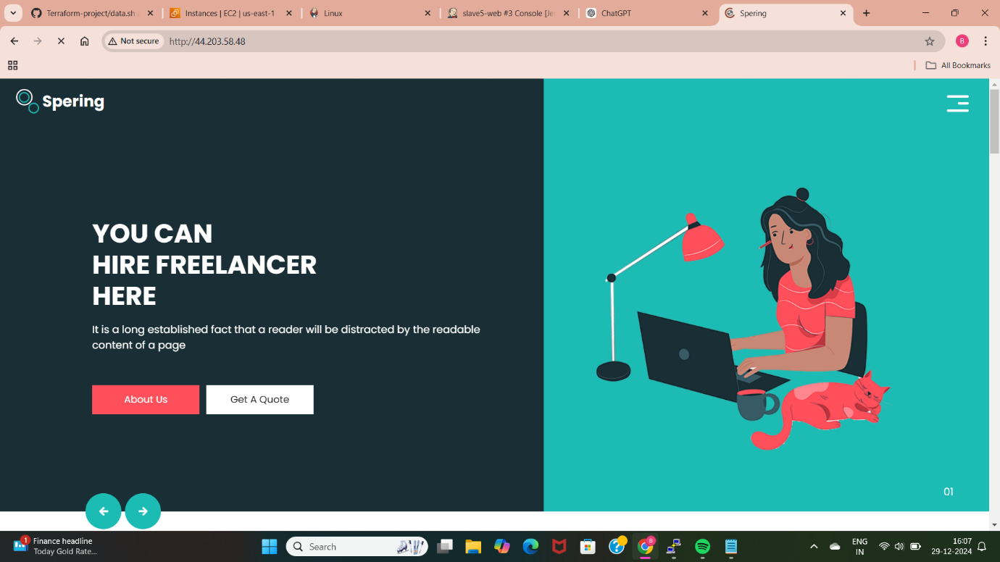 Terraform-project/data.sh a
Instances | EC2 | us-east-1
Linux
slave5-web #3 Console [Je
ChatGPT
Spering
Not secure
http://44.203.58.48
B
All Bookmarks
Spering
YOU CAN
HIRE FREELANCER
HERE
It is a long established fact that a reader will be distracted by the readable
content of a page
About Us
Get A Quote
01
1
Finance headline
Today Gold Rate...
Search
B
ENG
IN
16:07
29-12-2024